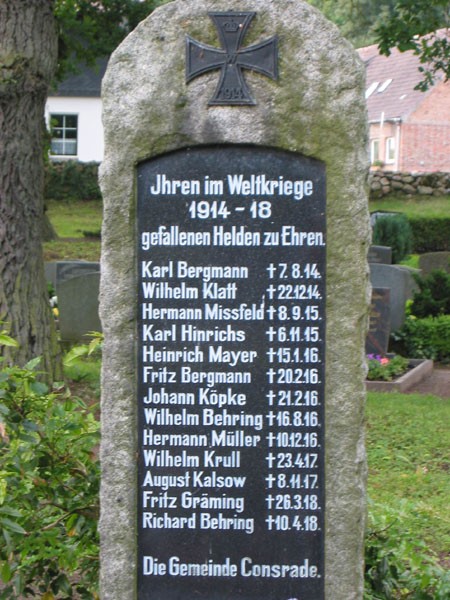 1914
Jhren im Weltkriege
1914 - 18
gefallenen Helden zu Ehren.
Karl Bergmann †7.8.14.
Wilhelm Klatt †22.12.14.
Hermann Missfeld †8.9.15.
Karl Hinrichs †6.11.15.
Heinrich Mayer †15.1.16.
Fritz Bergmann †20.2.16.
Johann Köpke †21.2.16.
Wilhelm Behring †16.8.16.
Hermann Müller †10.12.16.
Wilhelm Krull †23.4.17.
August Kalsow †8.11.17.
Fritz Gräming †26.3.18.
Richard Behring †10.4.18.
Die Gemeinde Consrade.